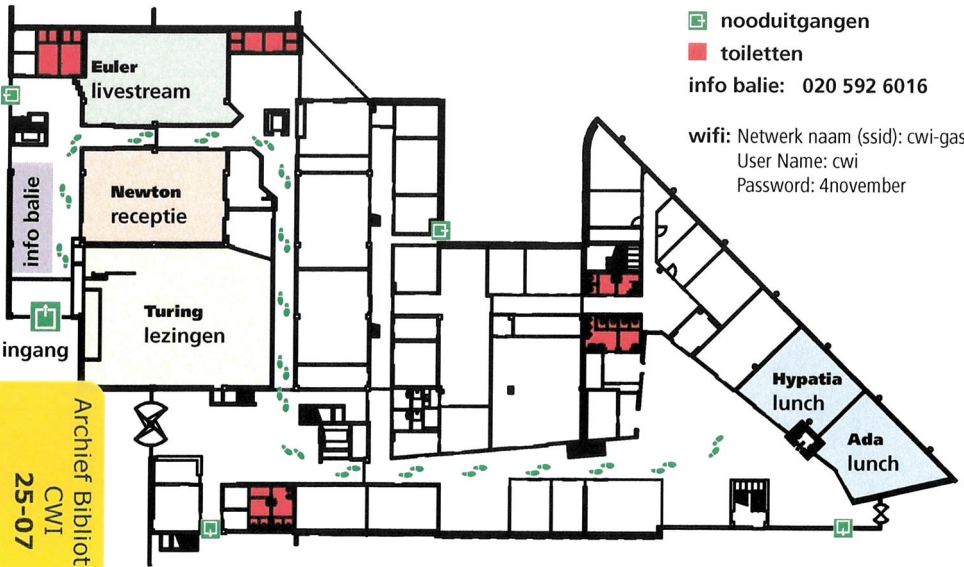 nooduitgangen
toiletten
info balie: 020 592 6016
wifi: Netwerk naam (ssid): cwi-gas
User Name: cwi
Password: 4november
Euler
livestream
Newton
receptie
info balie
Turing
lezingen
ingang
Hypatia
lunch
Ada
lunch
Archief Bibliot
CWI
25-07